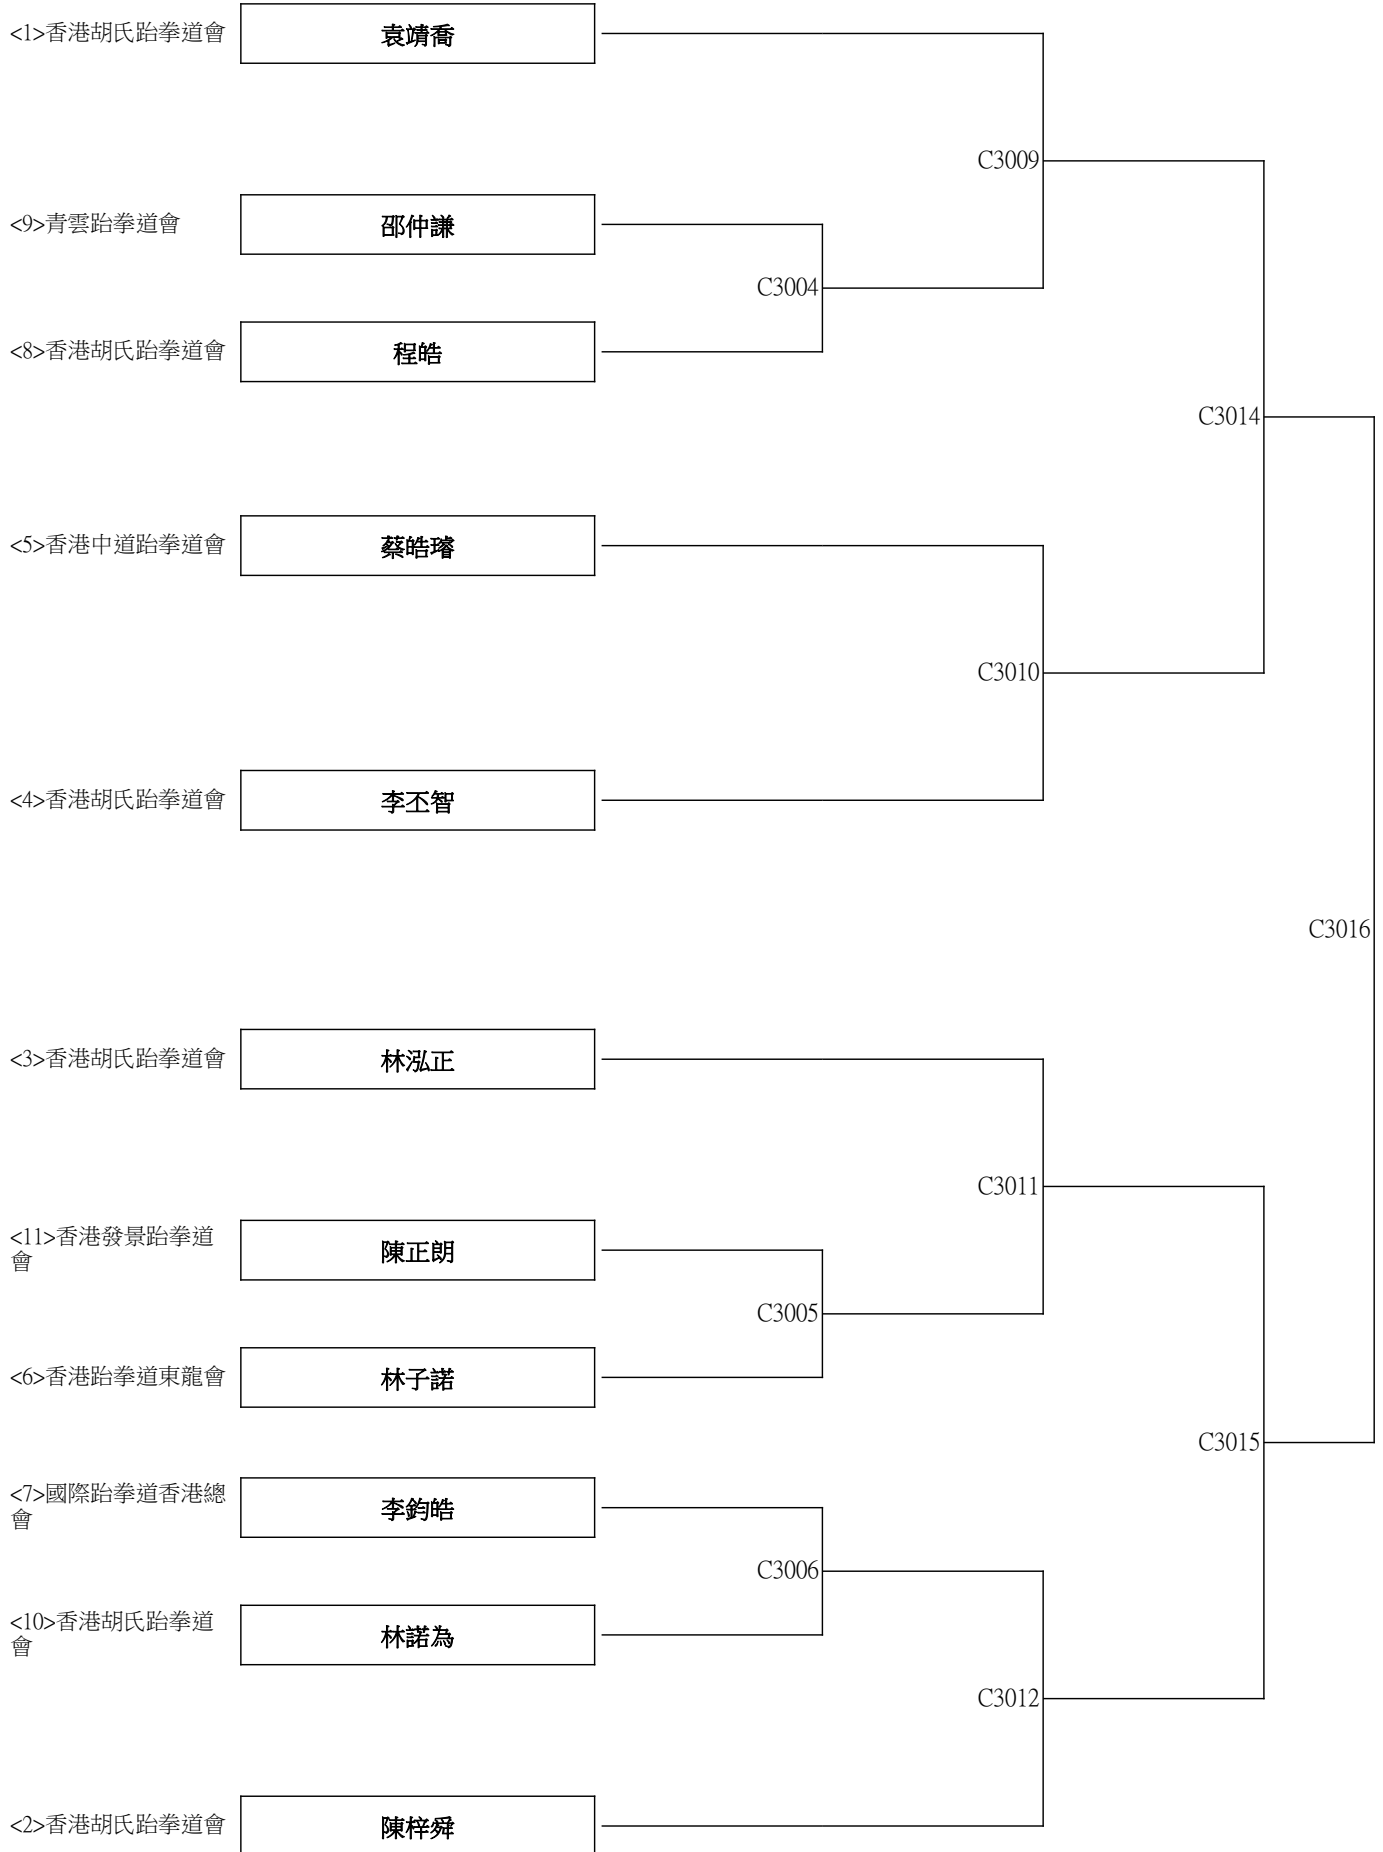 <1>香港胡氏跆拳道會
袁靖喬
C3009
<9>青雲跆拳道會
邵仲謙
C3004
<8>香港胡氏跆拳道會
程皓
C3014
<5>香港中道跆拳道會
蔡皓璿
C3010
<4>香港胡氏跆拳道會
李丕智
C3016
<3>香港胡氏跆拳道會
林泓正
C3011
<11>香港發景跆拳道
會
陳正朗
C3005
<6>香港跆拳道東龍會
林子諾
C3015
<7>國際跆拳道香港總
會
李鈞皓
C3006
<10>香港胡氏跆拳道
會
林諾為
C3012
<2>香港胡氏跆拳道會
陳梓舜